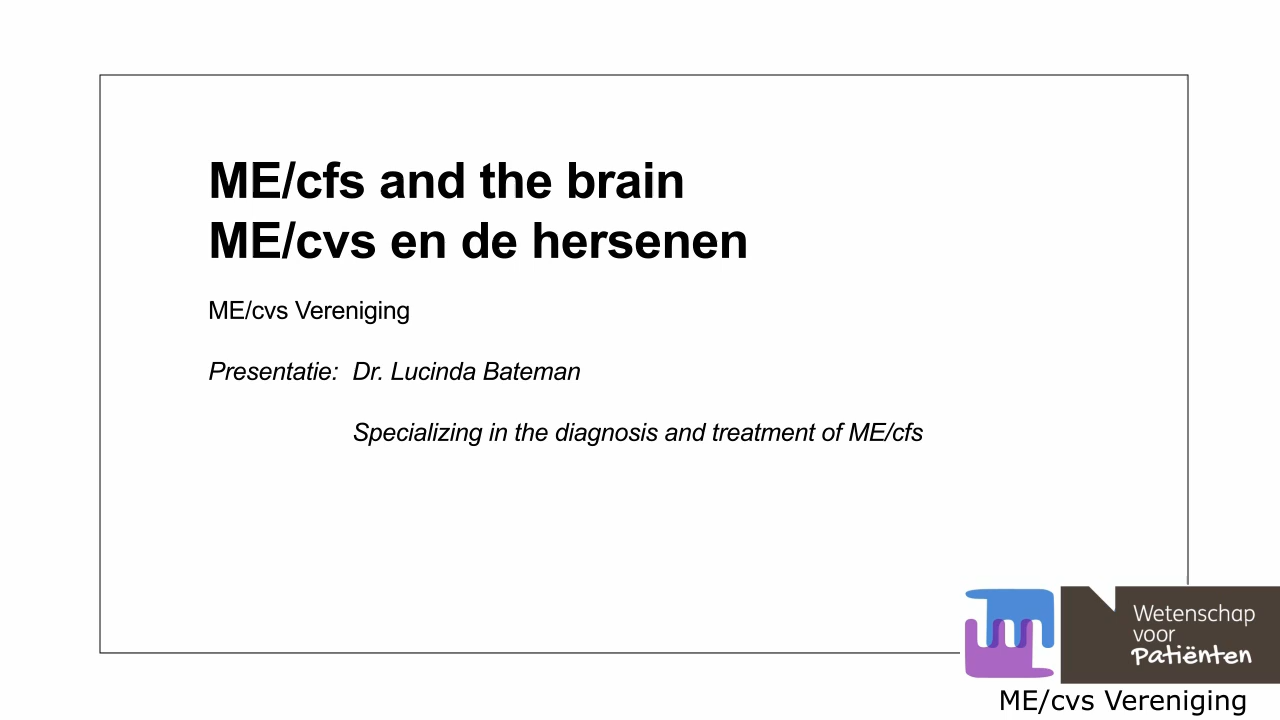 ME/cfs and the brain
ME/cvs en de hersenen
ME/cvs Vereniging
Presentatie: Dr. Lucinda Bateman
Specializing in the diagnosis and treatment of ME/cfs
Wetenschap
voor
Patiënten
ME/cvs Vereniging